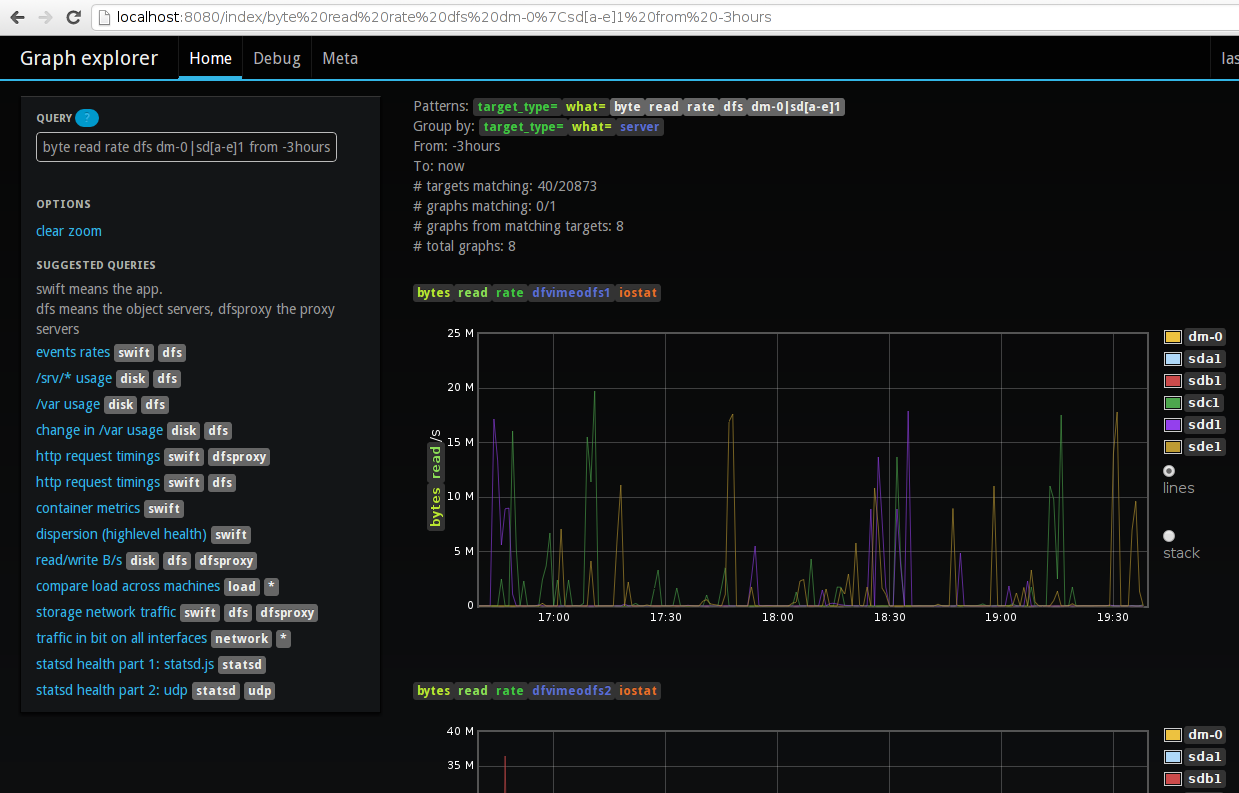 localhost:8080/index/byte%20read%20rate%20dfs%20dm-0%7Csd[a-e]1%20from%20-3hours
Graph explorer Home Debug Meta las
QUERY ?
byte read rate dfs dm-0|sd[a-e]1 from -3hours
OPTIONS
clear zoom
SUGGESTED QUERIES
swift means the app.
dfs means the object servers, dfsproxy the proxy
servers
events rates swift dfs
/srv/* usage disk dfs
/var usage disk dfs
change in /var usage disk dfs
http request timings swift dfsproxy
http request timings swift dfs
container metrics swift
dispersion (highlevel health) swift
read/write B/s disk dfs dfsproxy
compare load across machines load *
storage network traffic swift dfs dfsproxy
traffic in bit on all interfaces network *
statsd health part 1: statsd.js statsd
statsd health part 2: udp statsd udp
Patterns: target_type= what= byte read rate dfs dm-0|sd[a-e]1
Group by: target_type= what= server
From: -3hours
To: now
# targets matching: 40/20873
# graphs matching: 0/1
# graphs from matching targets: 8
# total graphs: 8
bytes read rate dfvimeodfs1 iostat
bytes read/s
25 M
20 M
15 M
10 M
5 M
0
17:00 17:30 18:00 18:30 19:00 19:30
dm-0
sda1
sdb1
sdc1
sdd1
sde1
lines
stack
bytes read rate dfvimeodfs2 iostat
40 M
35 M
dm-0
sda1
sdb1